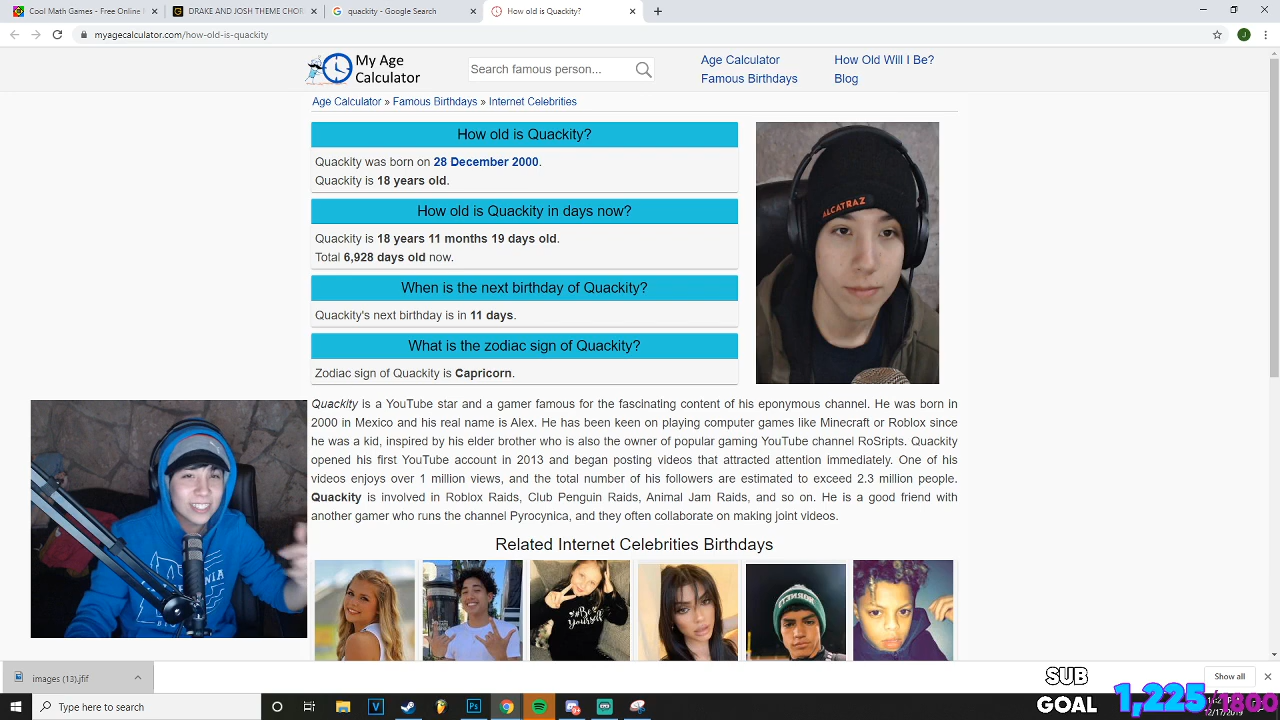 Cool Math Games - Free Online
DRAKE AND JOSH THEME CHOIR
quackity - Google Search
How old is Quackity?
myagecalculator.com/how-old-is-quackity
J
My Age
Calculator
Search famous person...
Age Calculator
How Old Will I Be?
Famous Birthdays
Blog
Age Calculator » Famous Birthdays » Internet Celebrities
How old is Quackity?
Quackity was born on 28 December 2000.
Quackity is 18 years old.
How old is Quackity in days now?
Quackity is 18 years 11 months 19 days old.
Total 6,928 days old now.
When is the next birthday of Quackity?
Quackity's next birthday is in 11 days.
What is the zodiac sign of Quackity?
Zodiac sign of Quackity is Capricorn.
ALCATRAZ
Quackity is a YouTube star and a gamer famous for the fascinating content of his eponymous channel. He was born in
2000 in Mexico and his real name is Alex. He has been keen on playing computer games like Minecraft or Roblox since
he was a kid, inspired by his elder brother who is also the owner of popular gaming YouTube channel RoSripts. Quackity
opened his first YouTube account in 2013 and began posting videos that attracted attention immediately. One of his
videos enjoys over 1 million views, and the total number of his followers are estimated to exceed 2.3 million people.
Quackity is involved in Roblox Raids, Club Penguin Raids, Animal Jam Raids, and so on. He is a good friend with
another gamer who runs the channel Pyrocynica, and they often collaborate on making joint videos.
Related Internet Celebrities Birthdays
Be
Yourself
images (13).jfif
Show all
SUB
GOAL
1,225
1800
Type here to search
12/17/2019